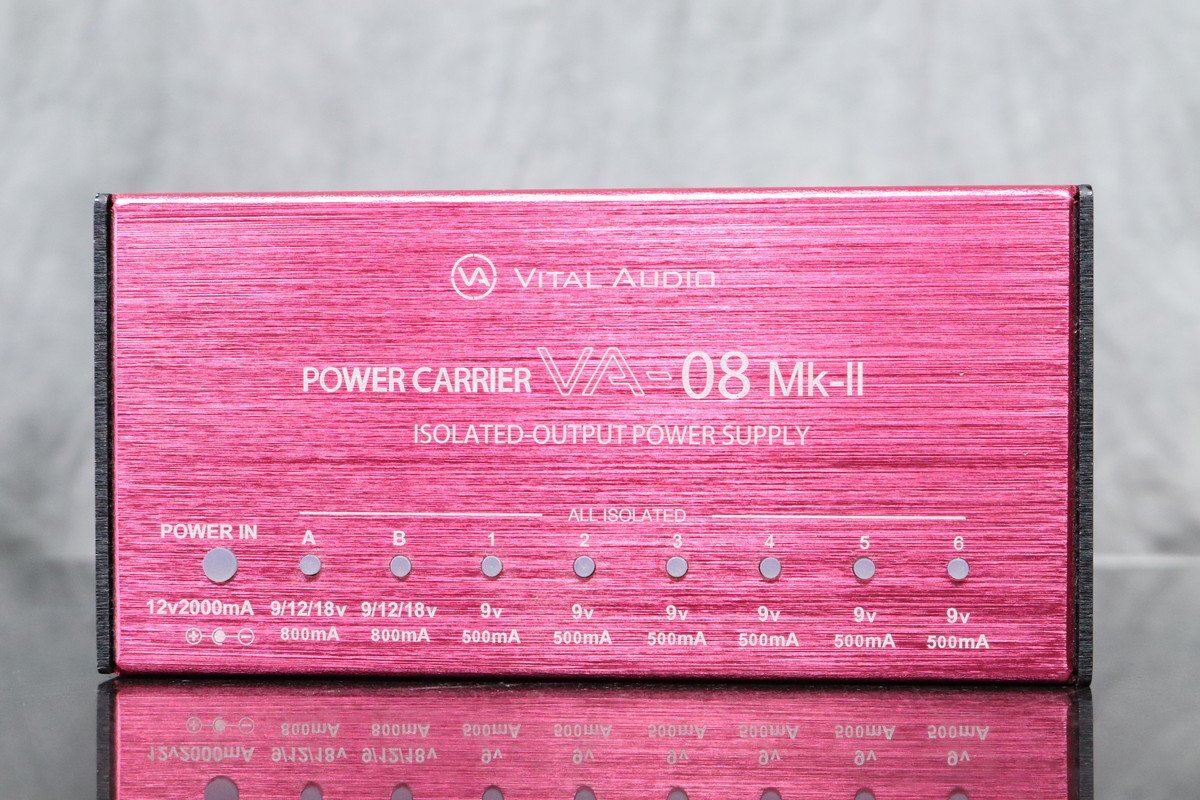 VA VITAL AUDIO
POWER CARRIER VA-08 Mk-II
ISOLATED-OUTPUT POWER SUPPLY
ALL ISOLATED
POWER IN A B 1 2 3 4 5 6
12v2000mA 9/12/18v 9/12/18v 9v 9v 9v 9v 9v 9v
800mA 800mA 500mA 500mA 500mA 500mA 500mA 500mA